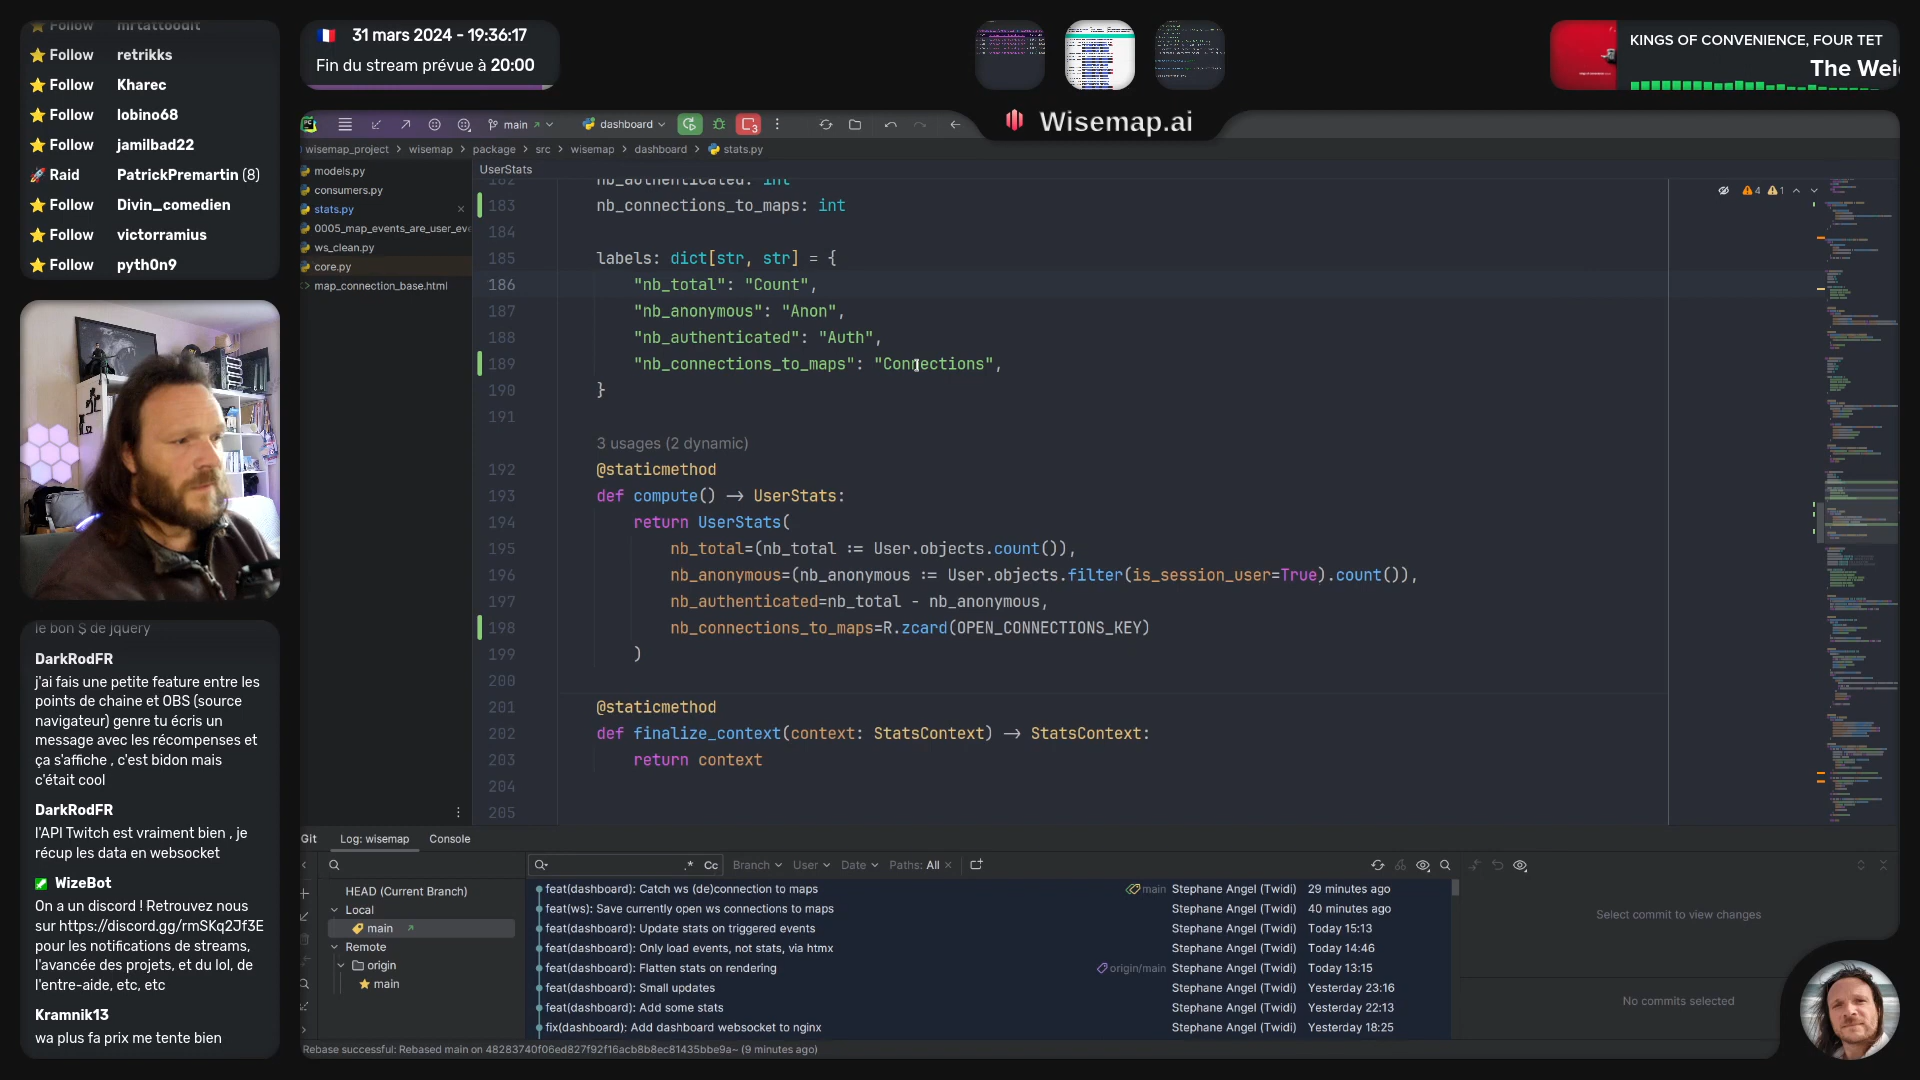 Follow mrtattoodit
Follow retrikks
Follow Kharec
Follow lobino68
Follow jamilbad22
Raid PatrickPremartin (8)
Follow Divin_comedien
Follow victorramius
Follow pyth0n9
31 mars 2024 - 19:36:17
Fin du stream prévue à 20:00
KINGS OF CONVENIENCE, FOUR TET
The Wei
main
dashboard
3
Wisemap.ai
wisemap_project > wisemap > package > src > wisemap > dashboard > stats.py
models.py
consumers.py
stats.py
0005_map_events_are_user_eve
ws_clean.py
core.py
map_connection_base.html
UserStats
4 1
182 nb_authenticated: int
183 nb_connections_to_maps: int
184
185 labels: dict[str, str] = {
186 "nb_total": "Count",
187 "nb_anonymous": "Anon",
188 "nb_authenticated": "Auth",
189 "nb_connections_to_maps": "Connections",
190 }
191
3 usages (2 dynamic)
192 @staticmethod
193 def compute() -> UserStats:
194 return UserStats(
195 nb_total=(nb_total := User.objects.count()),
196 nb_anonymous=(nb_anonymous := User.objects.filter(is_session_user=True).count()),
197 nb_authenticated=nb_total - nb_anonymous,
198 nb_connections_to_maps=R.zcard(OPEN_CONNECTIONS_KEY)
199 )
200
201 @staticmethod
202 def finalize_context(context: StatsContext) -> StatsContext:
203 return context
204
205
le bon $ de jquery
DarkRodFR
j'ai fais une petite feature entre les
points de chaine et OBS (source
navigateur) genre tu écris un
message avec les récompenses et
ça s'affiche , c'est bidon mais
c'était cool
DarkRodFR
l'API Twitch est vraiment bien , je
récup les data en websocket
WizeBot
On a un discord ! Retrouvez nous
sur https://discord.gg/rmSKq2Jf3E
pour les notifications de streams,
l'avancée des projets, et du lol, de
l'entre-aide, etc, etc
Kramnik13
wa plus fa prix me tente bien
Git Log: wisemap Console
.* Cc Branch User Date Paths: All
HEAD (Current Branch)
Local
main
Remote
origin
main
feat(dashboard): Catch ws (de)connection to maps main Stephane Angel (Twidi) 29 minutes ago
feat(ws): Save currently open ws connections to maps Stephane Angel (Twidi) 40 minutes ago
feat(dashboard): Update stats on triggered events Stephane Angel (Twidi) Today 15:13
feat(dashboard): Only load events, not stats, via htmx Stephane Angel (Twidi) Today 14:46
feat(dashboard): Flatten stats on rendering origin/main Stephane Angel (Twidi) Today 13:15
feat(dashboard): Small updates Stephane Angel (Twidi) Yesterday 23:16
feat(dashboard): Add some stats Stephane Angel (Twidi) Yesterday 22:13
fix(dashboard): Add dashboard websocket to nginx Stephane Angel (Twidi) Yesterday 18:25
Select commit to view changes
No commits selected
Rebase successful: Rebased main on 48283740f06ed827f92f16acb8b8ec81435bbe9a~ (9 minutes ago)